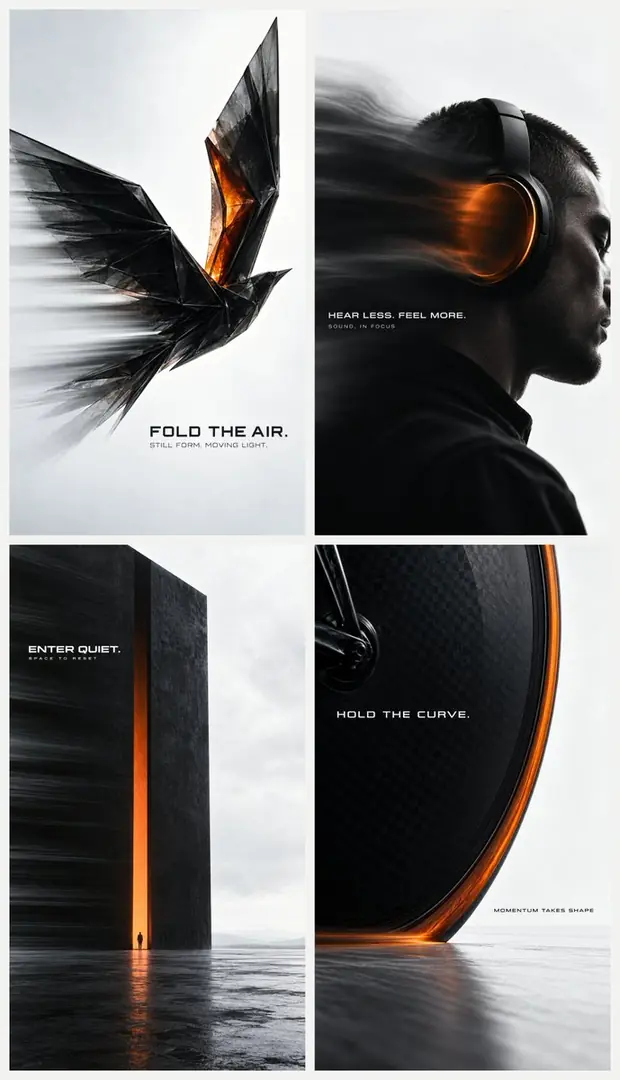 FOLD THE AIR.
STILL FORM. MOVING LIGHT.
HEAR LESS. FEEL MORE.
SOUND, IN FOCUS
ENTER QUIET.
SPACE TO RESET
HOLD THE CURVE.
MOMENTUM TAKES SHAPE